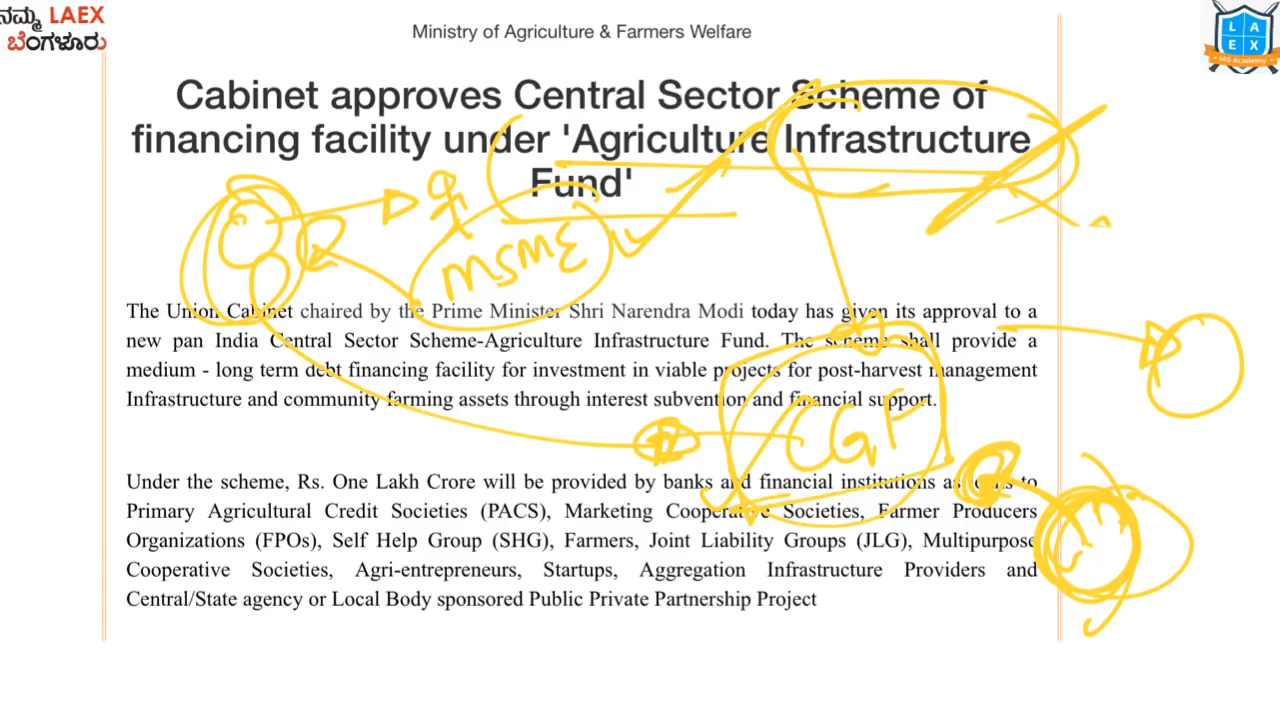 ನಮ್ಮ LAEX
ಬೆಂಗಳೂರು
L A
E X
IAS Academy
Ministry of Agriculture & Farmers Welfare
Cabinet approves Central Sector Scheme of
financing facility under 'Agriculture Infrastructure
Fund'
MSME
The Union Cabinet chaired by the Prime Minister Shri Narendra Modi today has given its approval to a
new pan India Central Sector Scheme-Agriculture Infrastructure Fund. The scheme shall provide a
medium - long term debt financing facility for investment in viable projects for post-harvest management
Infrastructure and community farming assets through interest subvention and financial support.
CGF
Under the scheme, Rs. One Lakh Crore will be provided by banks and financial institutions as loans to
Primary Agricultural Credit Societies (PACS), Marketing Cooperative Societies, Farmer Producers
Organizations (FPOs), Self Help Group (SHG), Farmers, Joint Liability Groups (JLG), Multipurpose
Cooperative Societies, Agri-entrepreneurs, Startups, Aggregation Infrastructure Providers and
Central/State agency or Local Body sponsored Public Private Partnership Project